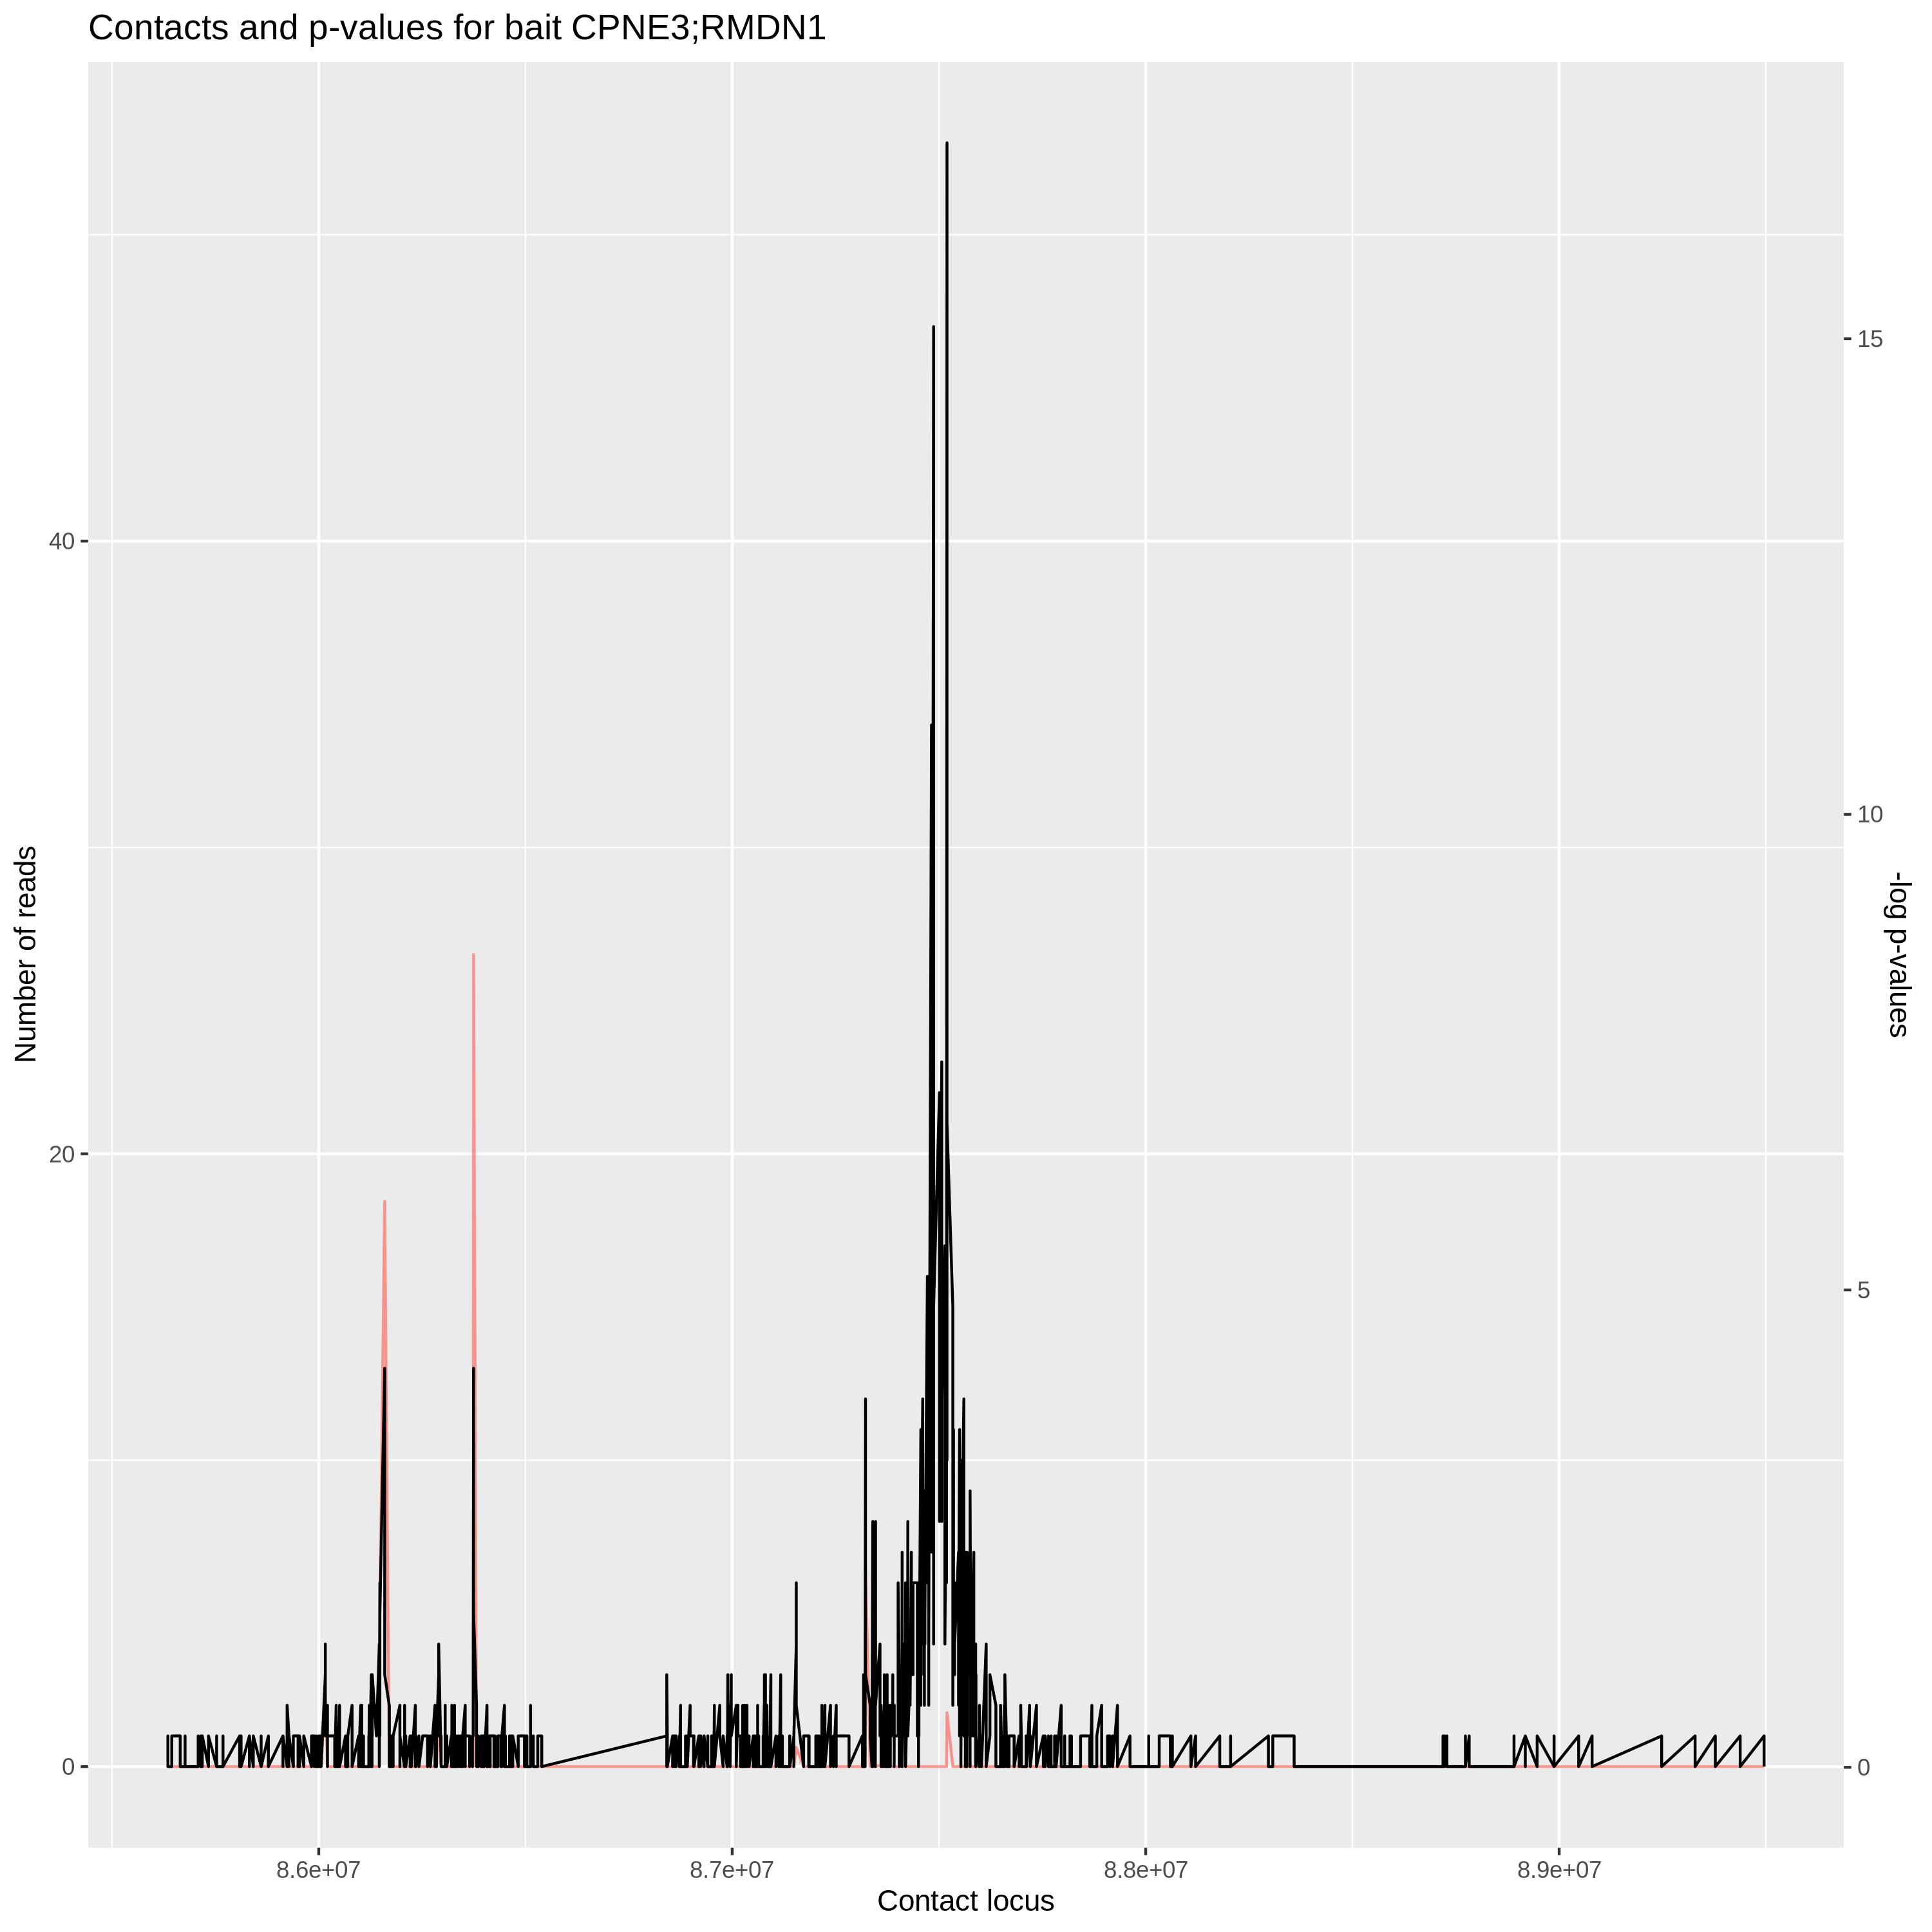 Contacts and p-values for bait CPNE3;RMDN1
Number of reads
40
20
0
15
10
5
0
-log p-values
8.6e+07
8.7e+07
8.8e+07
8.9e+07
Contact locus